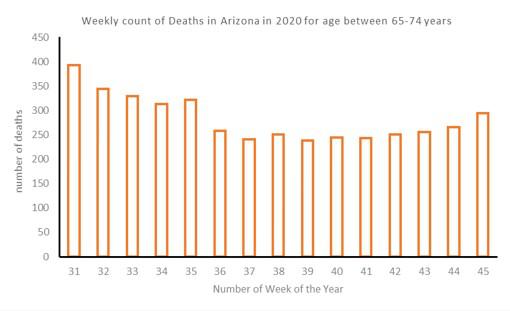 Weekly count of Deaths in Arizona in 2020 for age between 65-74 years
450
400
350
300
250
200
150
100
50
0
number of deaths
31 32 33 34 35 36 37 38 39 40 41 42 43 44 45
Number of Week of the Year